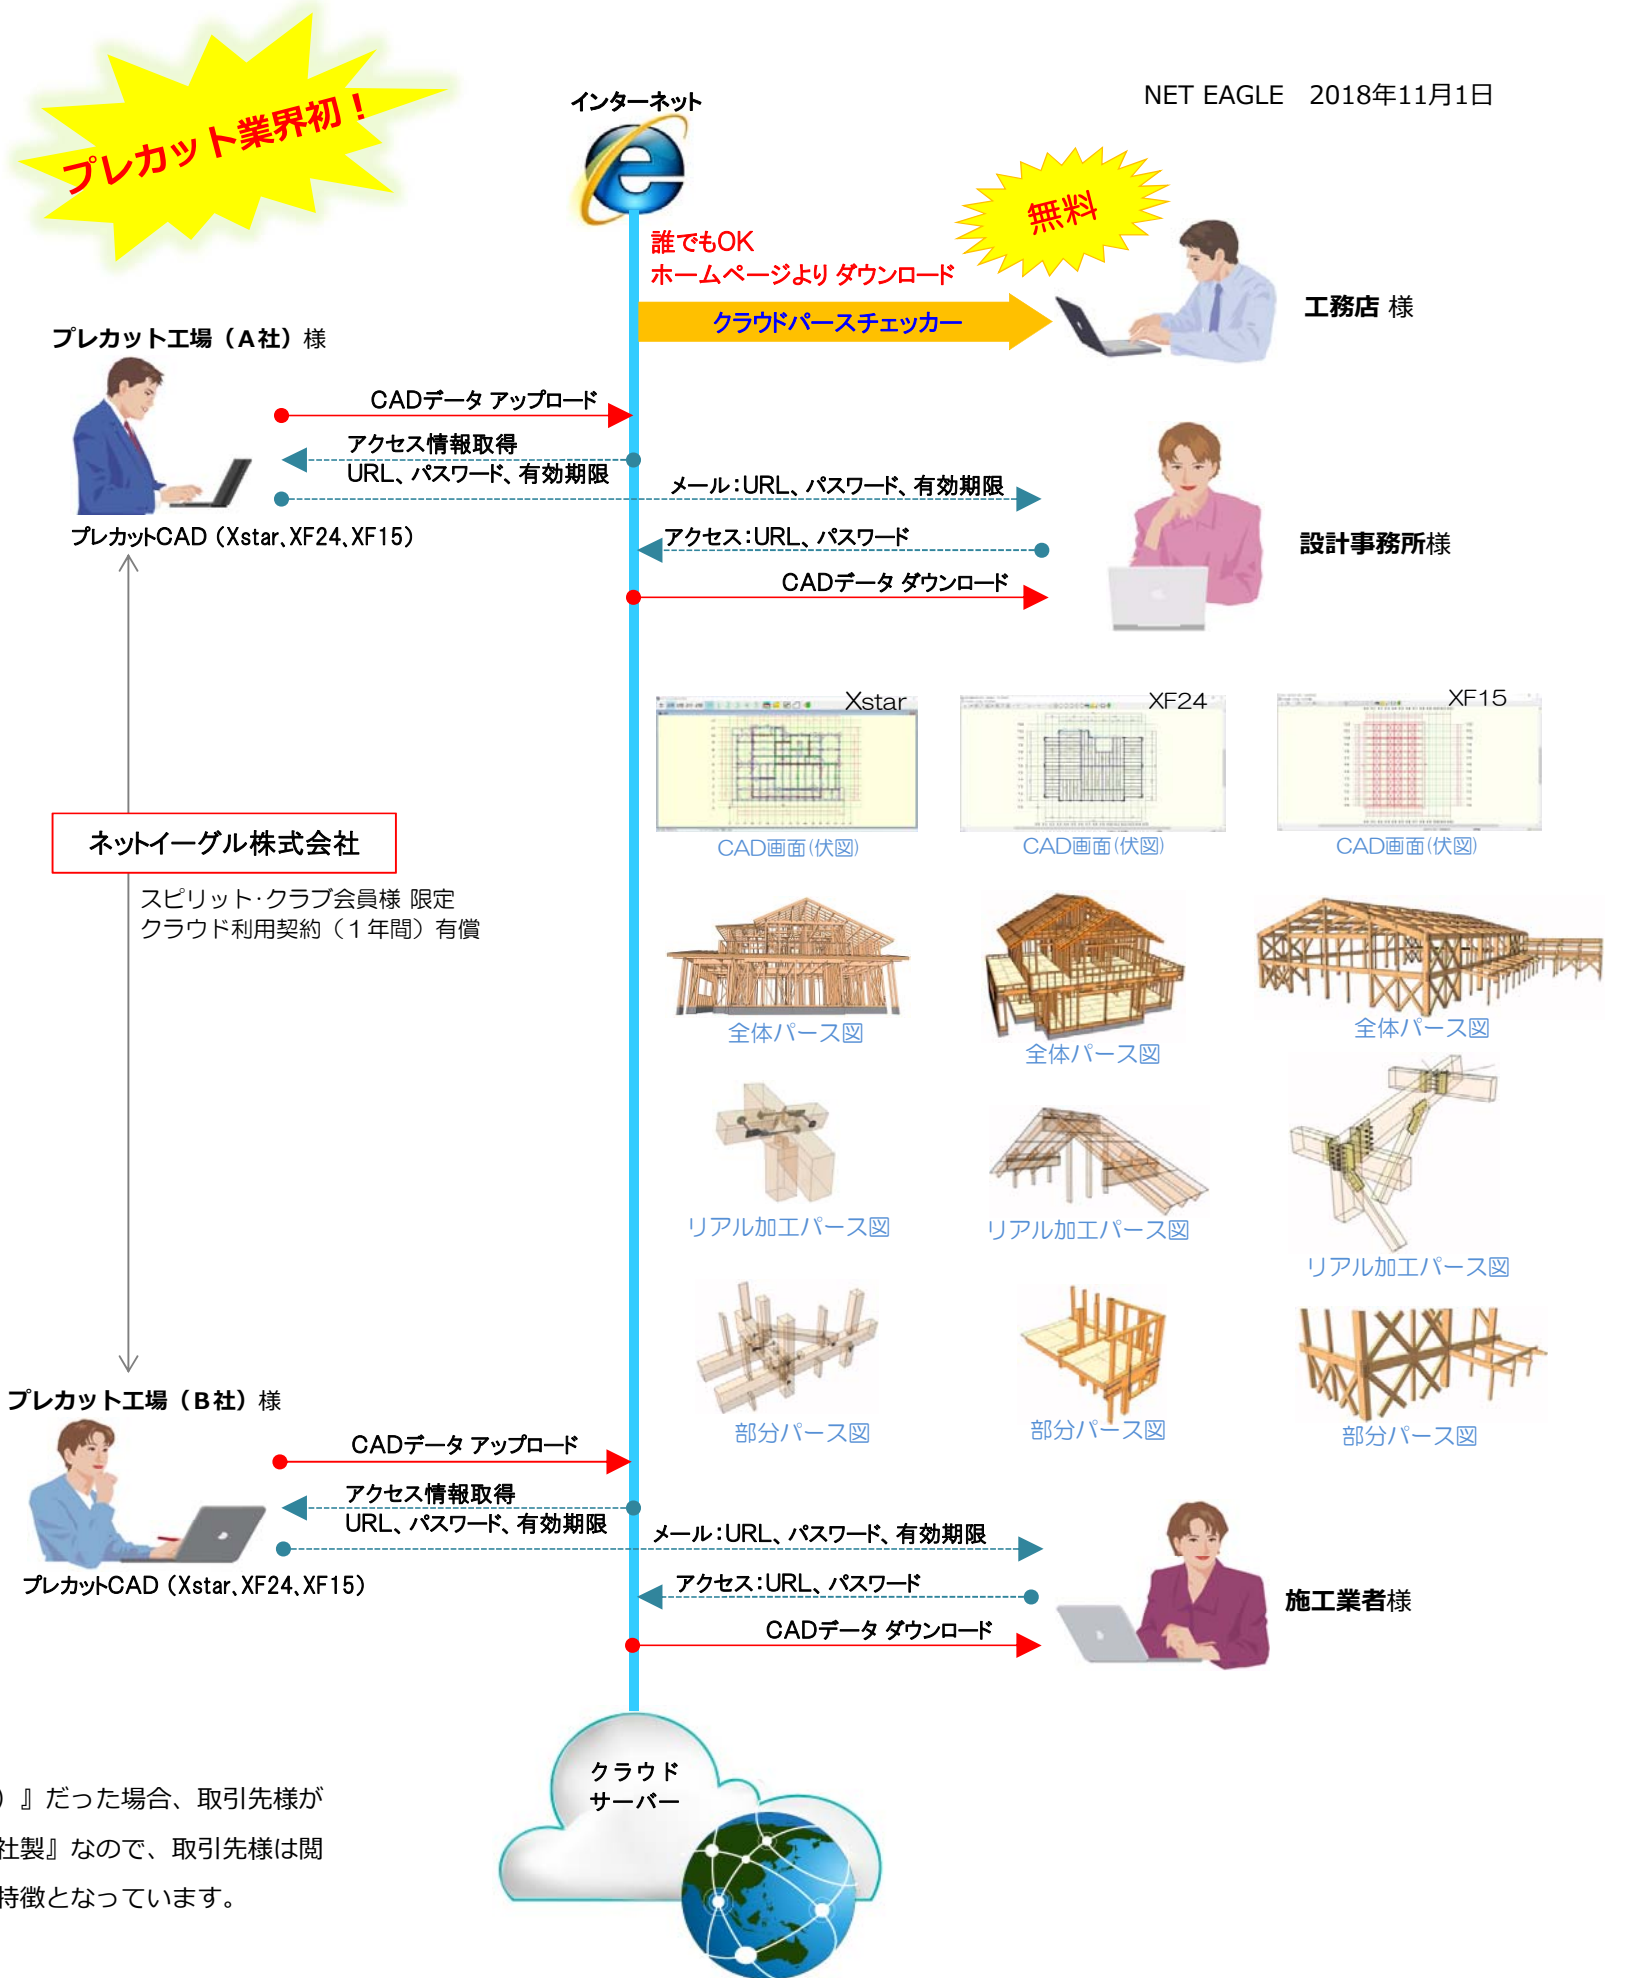 プレカット業界初！
インターネット
NET EAGLE　2018年11月1日
無料
誰でもOK
ホームページより ダウンロード
クラウドパースチェッカー
工務店 様
プレカット工場（A社）様
CADデータ アップロード
アクセス情報取得
URL、パスワード、有効期限
メール：URL、パスワード、有効期限
アクセス：URL、パスワード
CADデータ ダウンロード
プレカットCAD（Xstar、XF24、XF15）
設計事務所様
Xstar
XF24
XF15
CAD画面(伏図)
CAD画面(伏図)
CAD画面(伏図)
ネットイーグル株式会社
スピリット・クラブ会員様 限定
クラウド利用契約（１年間）有償
全体パース図
全体パース図
全体パース図
リアル加工パース図
リアル加工パース図
リアル加工パース図
部分パース図
部分パース図
部分パース図
プレカット工場（B社）様
CADデータ アップロード
アクセス情報取得
URL、パスワード、有効期限
メール：URL、パスワード、有効期限
アクセス：URL、パスワード
CADデータ ダウンロード
プレカットCAD（Xstar、XF24、XF15）
施工業者様
クラウド
サーバー
）』だった場合、取引先様が
社製』なので、取引先様は閲
特徴となっています。